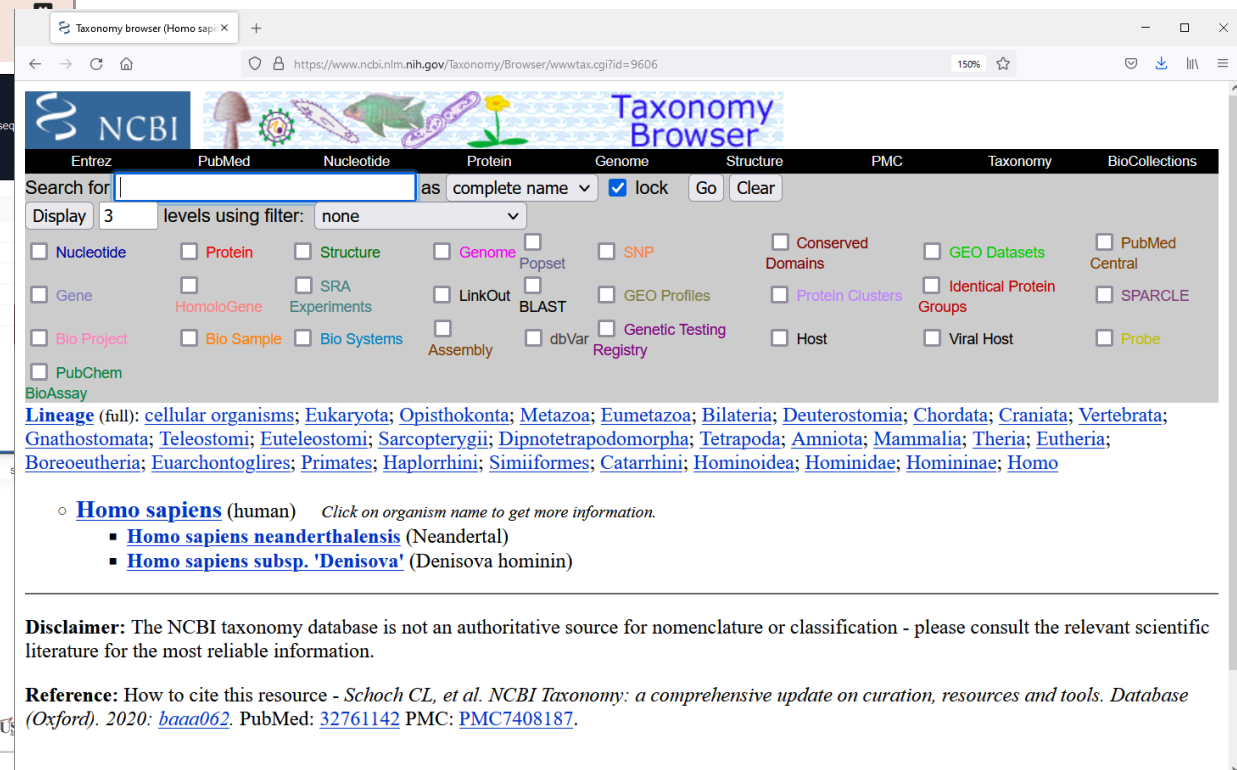 Taxonomy browser (Homo sapi
https://www.ncbi.nlm.nih.gov/Taxonomy/Browser/wwwtax.cgi?id=9606
150%
NCBI
Taxonomy
Browser
Entrez PubMed Nucleotide Protein Genome Structure PMC Taxonomy BioCollections
Search for as complete name lock Go Clear
Display 3 levels using filter: none
Nucleotide Protein Structure Genome Popset SNP Conserved Domains GEO Datasets PubMed Central
Gene HomoloGene SRA Experiments LinkOut BLAST GEO Profiles Protein Clusters Identical Protein Groups SPARCLE
Bio Project Bio Sample Bio Systems Assembly dbVar Genetic Testing Registry Host Viral Host Probe
PubChem BioAssay
Lineage (full): cellular organisms; Eukaryota; Opisthokonta; Metazoa; Eumetazoa; Bilateria; Deuterostomia; Chordata; Craniata; Vertebrata;
Gnathostomata; Teleostomi; Euteleostomi; Sarcopterygii; Dipnotetrapodomorpha; Tetrapoda; Amniota; Mammalia; Theria; Eutheria;
Boreoeutheria; Euarchontoglires; Primates; Haplorrhini; Simiiformes; Catarrhini; Hominoidea; Hominidae; Homininae; Homo
Homo sapiens (human) Click on organism name to get more information.
Homo sapiens neanderthalensis (Neandertal)
Homo sapiens subsp. 'Denisova' (Denisova hominin)
Disclaimer: The NCBI taxonomy database is not an authoritative source for nomenclature or classification - please consult the relevant scientific
literature for the most reliable information.
Reference: How to cite this resource - Schoch CL, et al. NCBI Taxonomy: a comprehensive update on curation, resources and tools. Database
(Oxford). 2020: baaa062. PubMed: 32761142 PMC: PMC7408187.